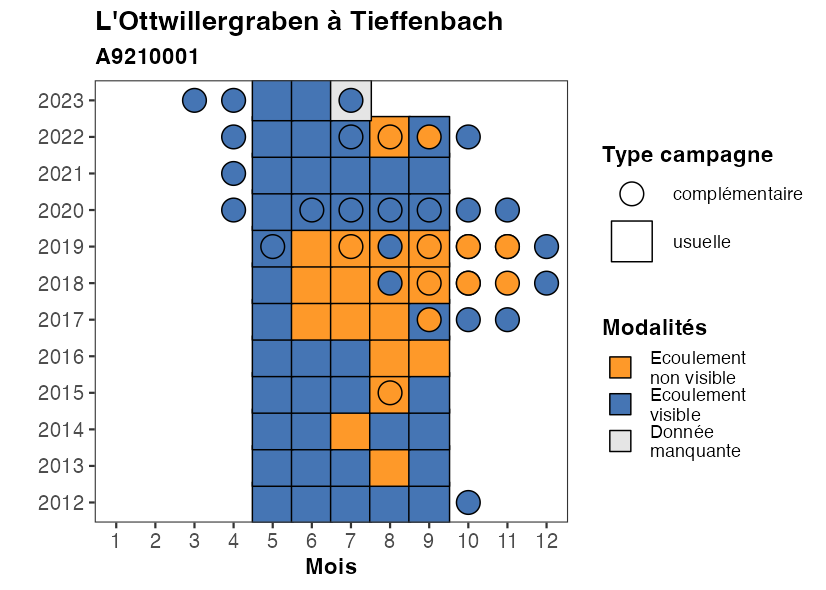 L'Ottwillergraben à Tieffenbach
A9210001
2023
2022
2021
2020
2019
2018
2017
2016
2015
2014
2013
2012
1 2 3 4 5 6 7 8 9 10 11 12
Mois
Type campagne
complémentaire
usuelle
Modalités
Ecoulement
non visible
Ecoulement
visible
Donnée
manquante